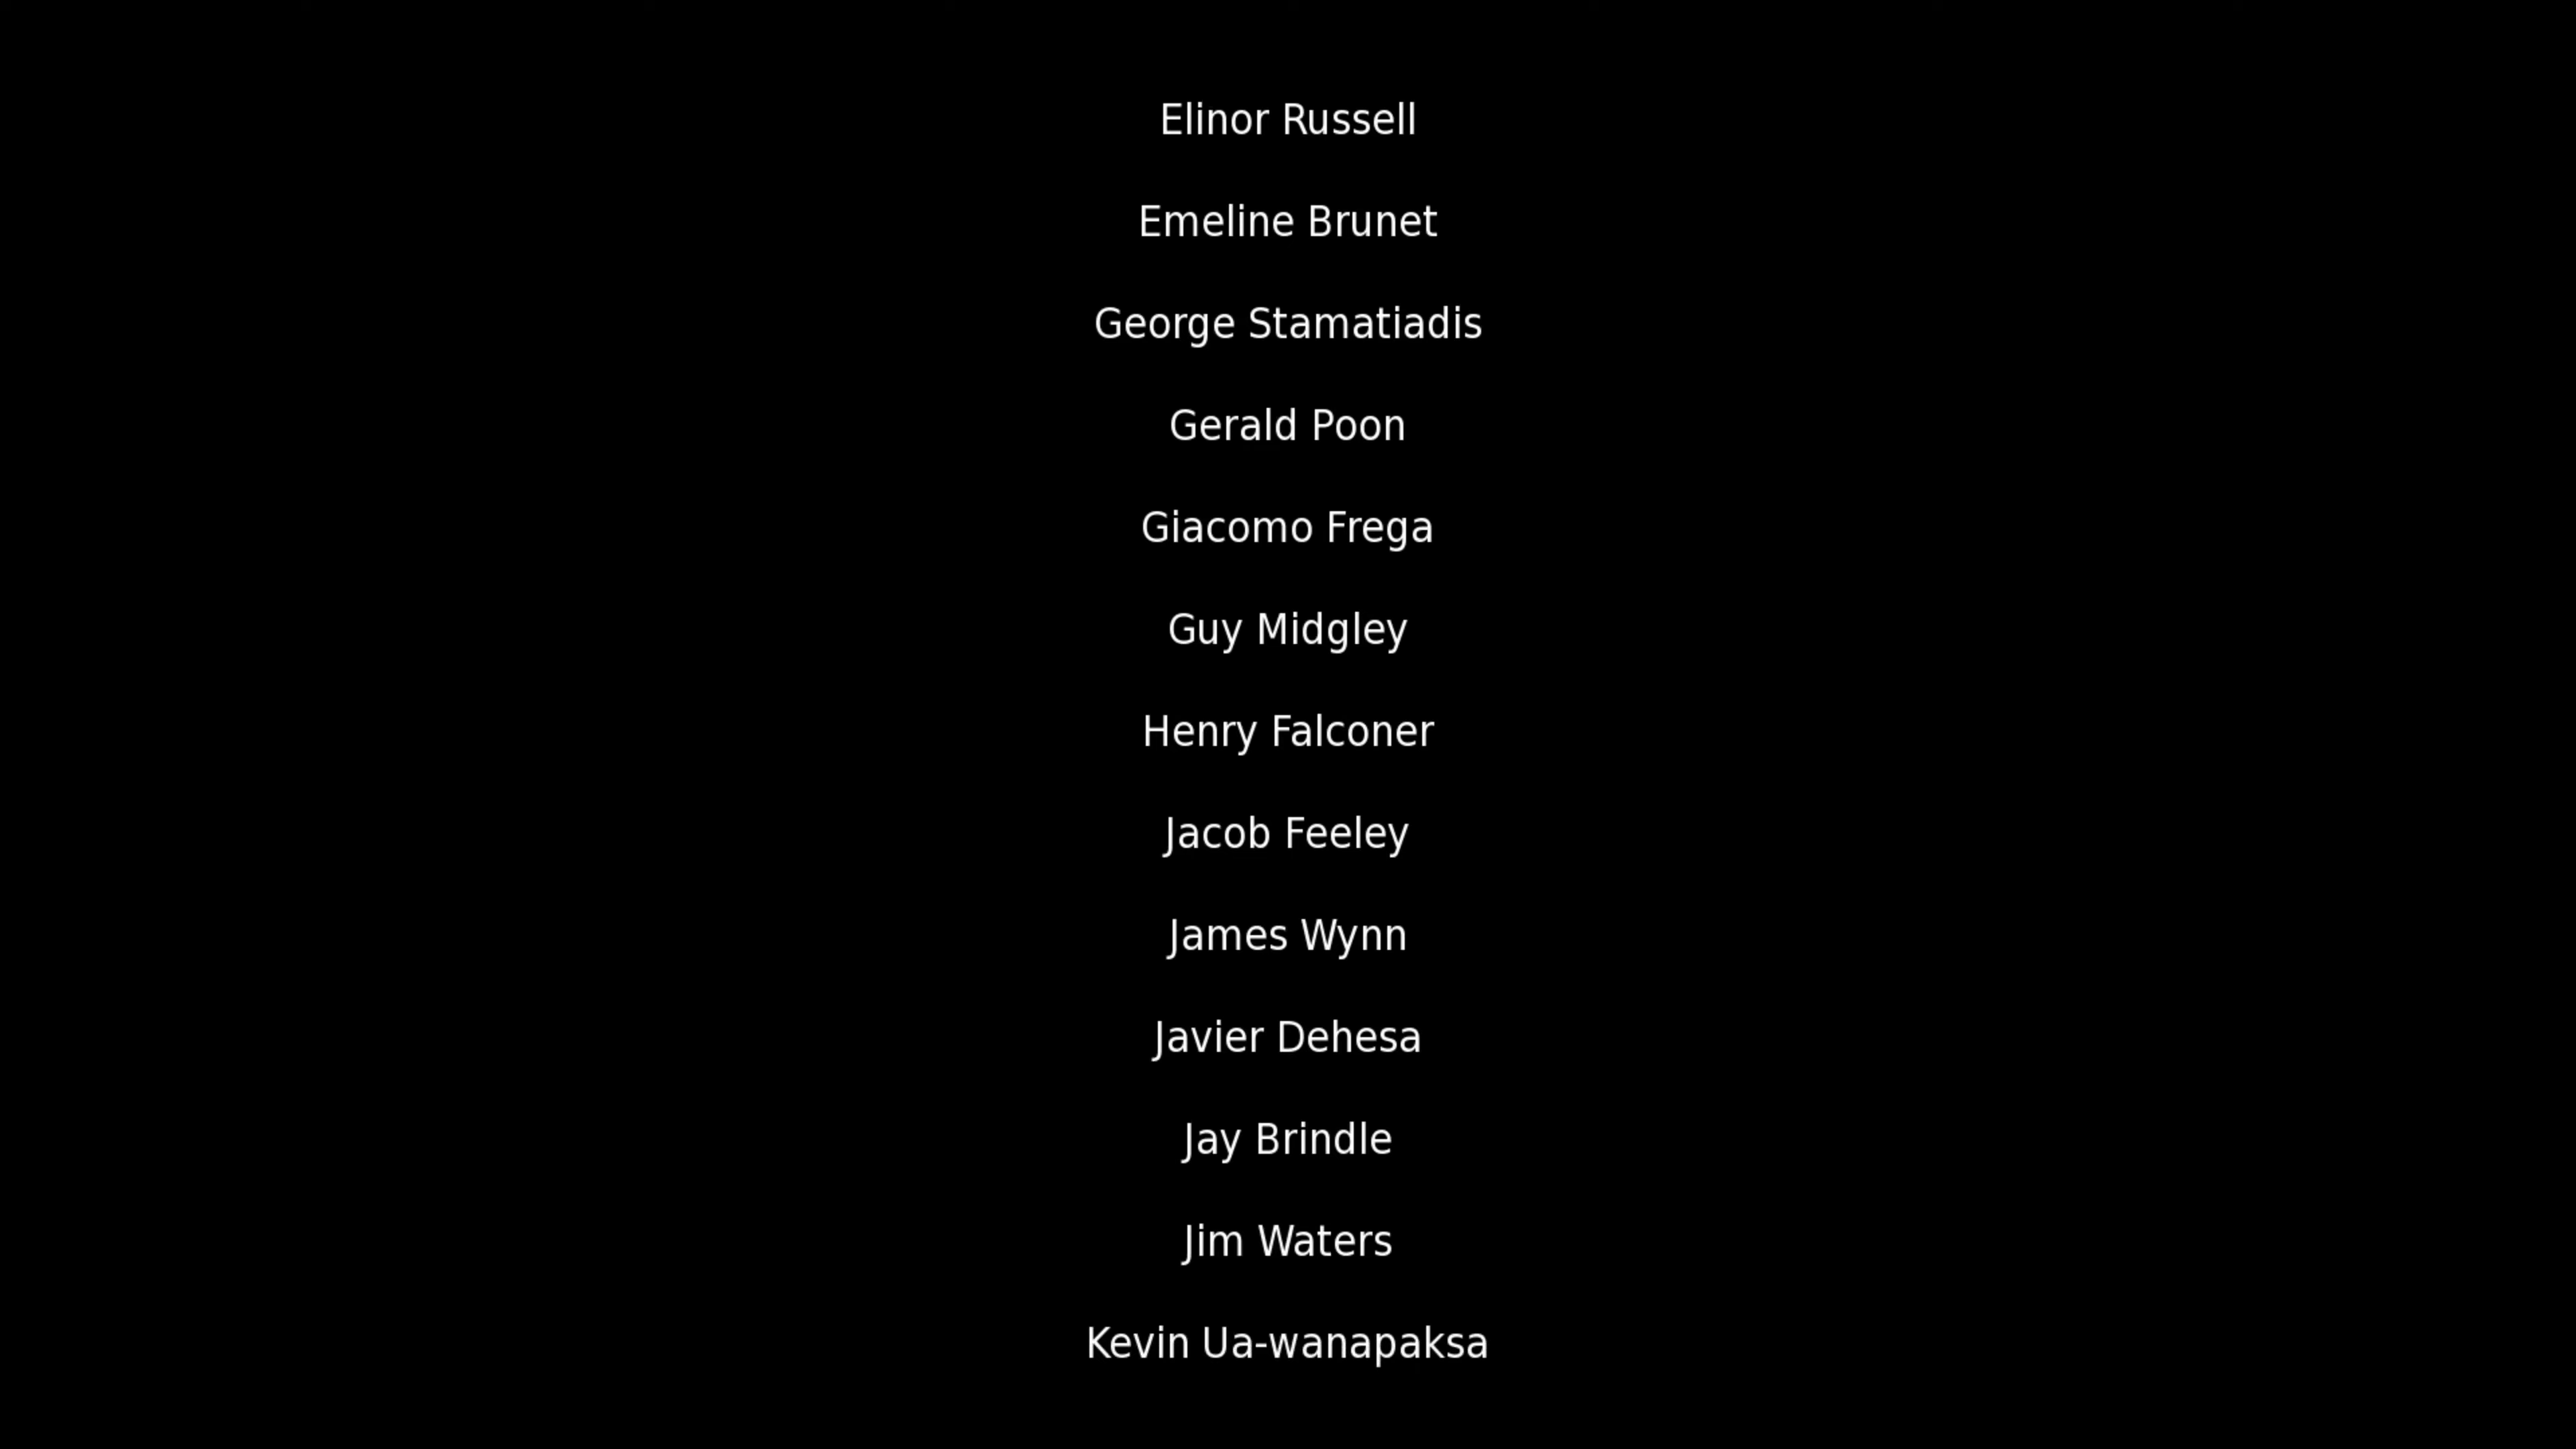 Elinor Russell
Emeline Brunet
George Stamatiadis
Gerald Poon
Giacomo Frega
Guy Midgley
Henry Falconer
Jacob Feeley
James Wynn
Javier Dehesa
Jay Brindle
Jim Waters
Kevin Ua-wanapaksa